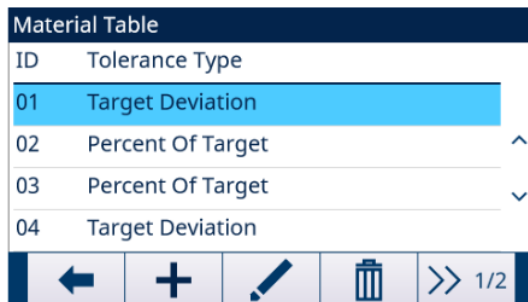 Material Table
ID Tolerance Type
01 Target Deviation
02 Percent Of Target
03 Percent Of Target
04 Target Deviation
1/2